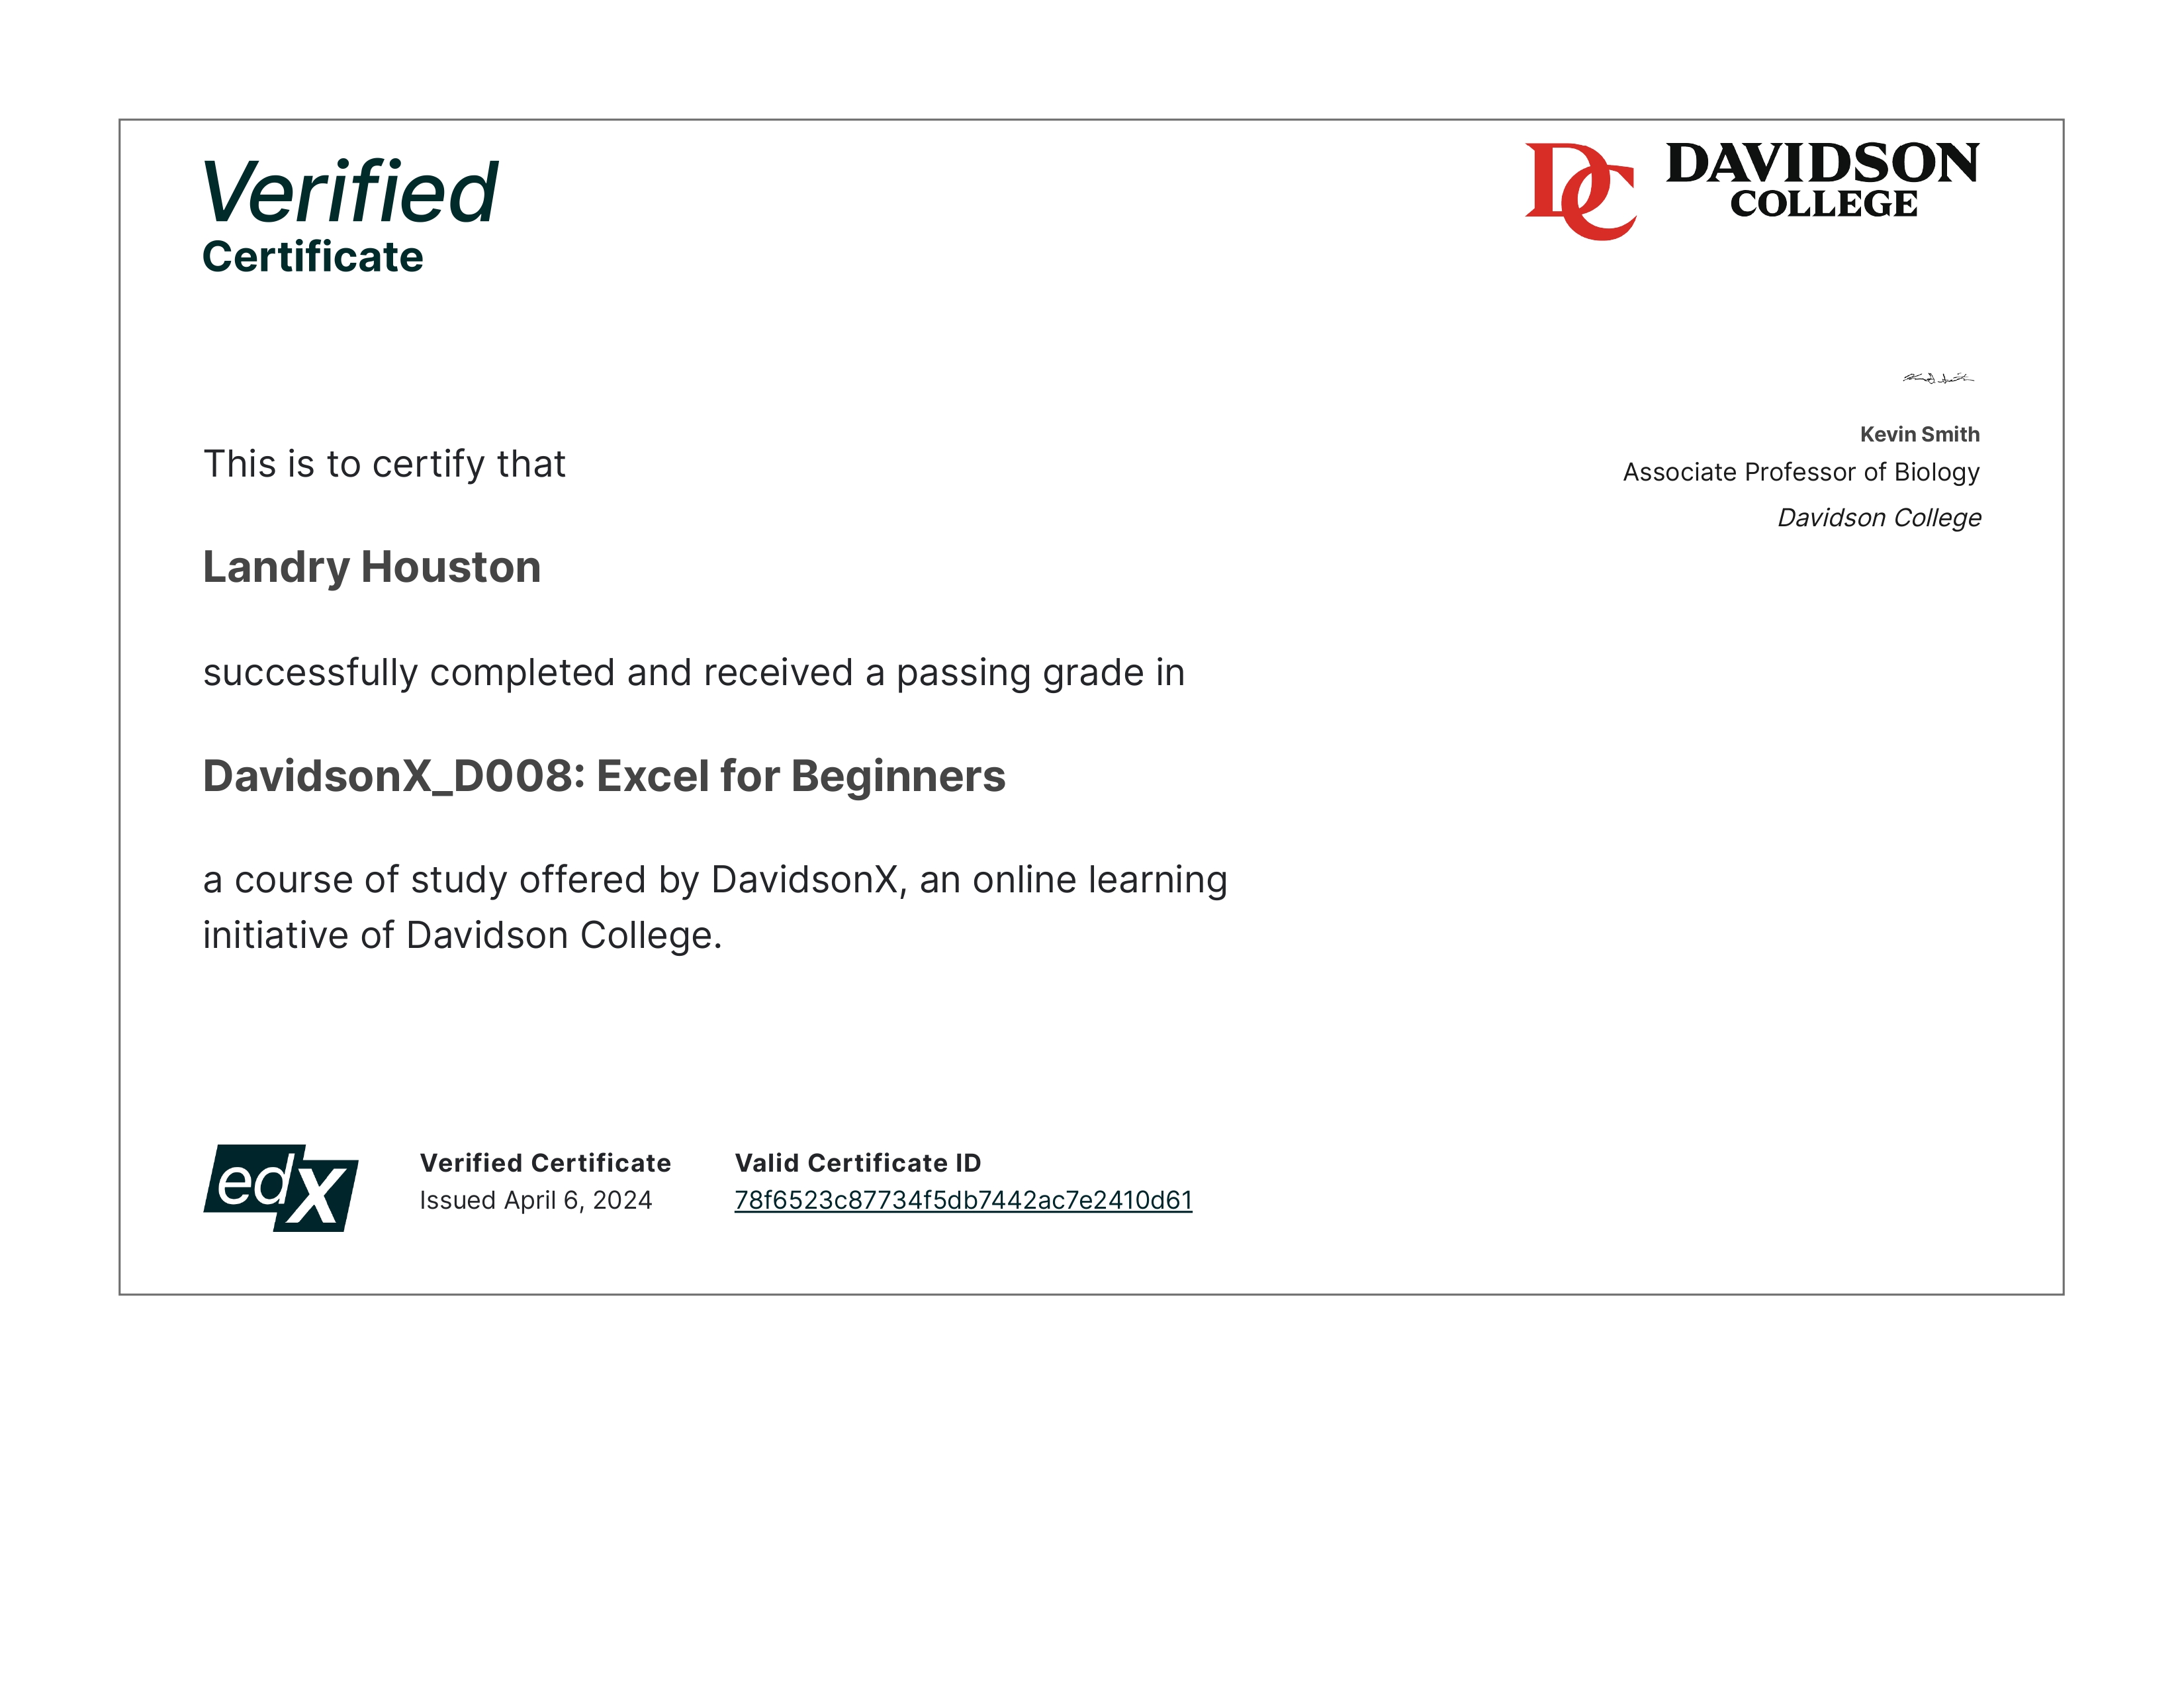 Verified
Certificate
DC DAVIDSON
COLLEGE
Kevin Smith
Associate Professor of Biology
Davidson College
This is to certify that
Landry Houston
successfully completed and received a passing grade in
DavidsonX_D008: Excel for Beginners
a course of study offered by DavidsonX, an online learning
initiative of Davidson College.
edX
Verified Certificate
Issued April 6, 2024
Valid Certificate ID
78f6523c87734f5db7442ac7e2410d61